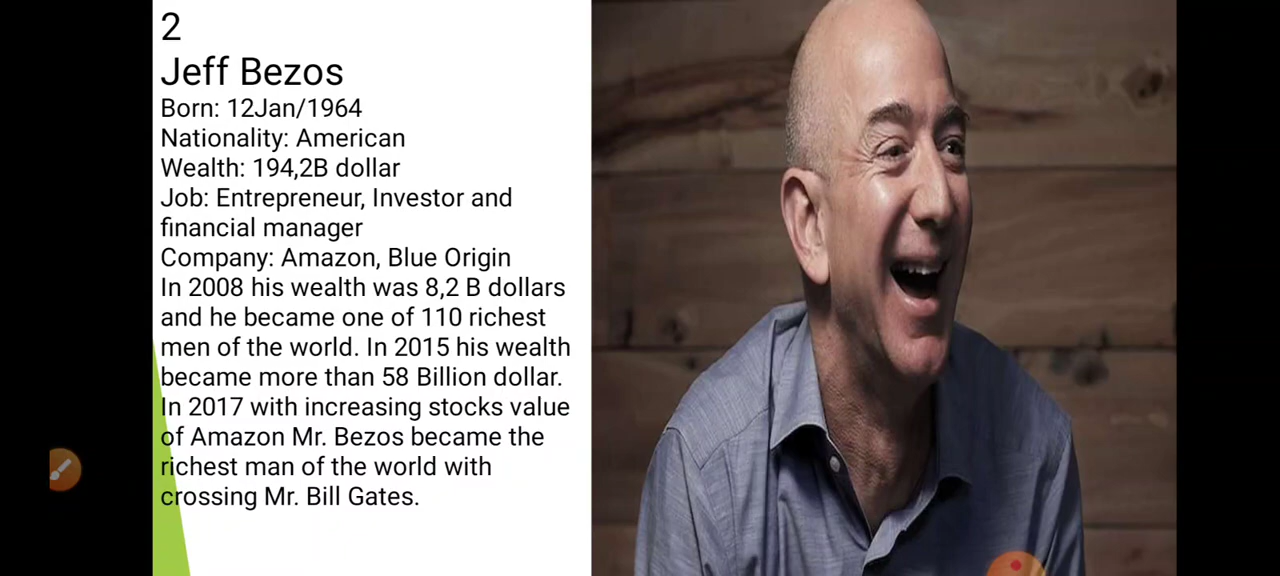 2
Jeff Bezos
Born: 12Jan/1964
Nationality: American
Wealth: 194,2B dollar
Job: Entrepreneur, Investor and
financial manager
Company: Amazon, Blue Origin
In 2008 his wealth was 8,2 B dollars
and he became one of 110 richest
men of the world. In 2015 his wealth
became more than 58 Billion dollar.
In 2017 with increasing stocks value
of Amazon Mr. Bezos became the
richest man of the world with
crossing Mr. Bill Gates.